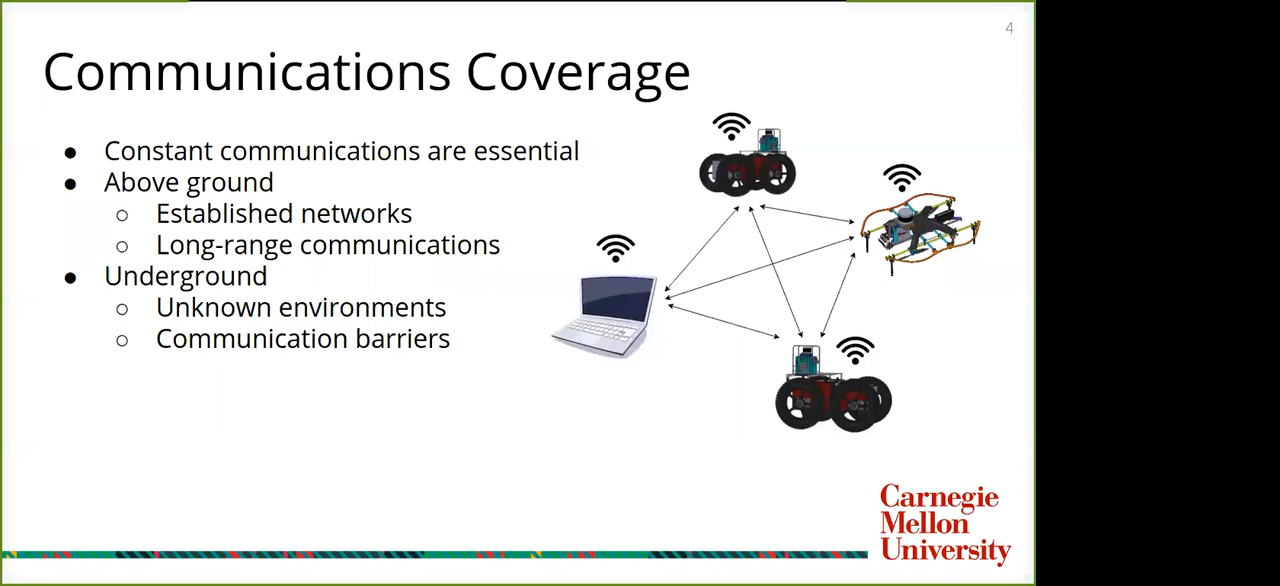 4
Communications Coverage
● Constant communications are essential
● Above ground
○ Established networks
○ Long-range communications
● Underground
○ Unknown environments
○ Communication barriers
Carnegie
Mellon
University